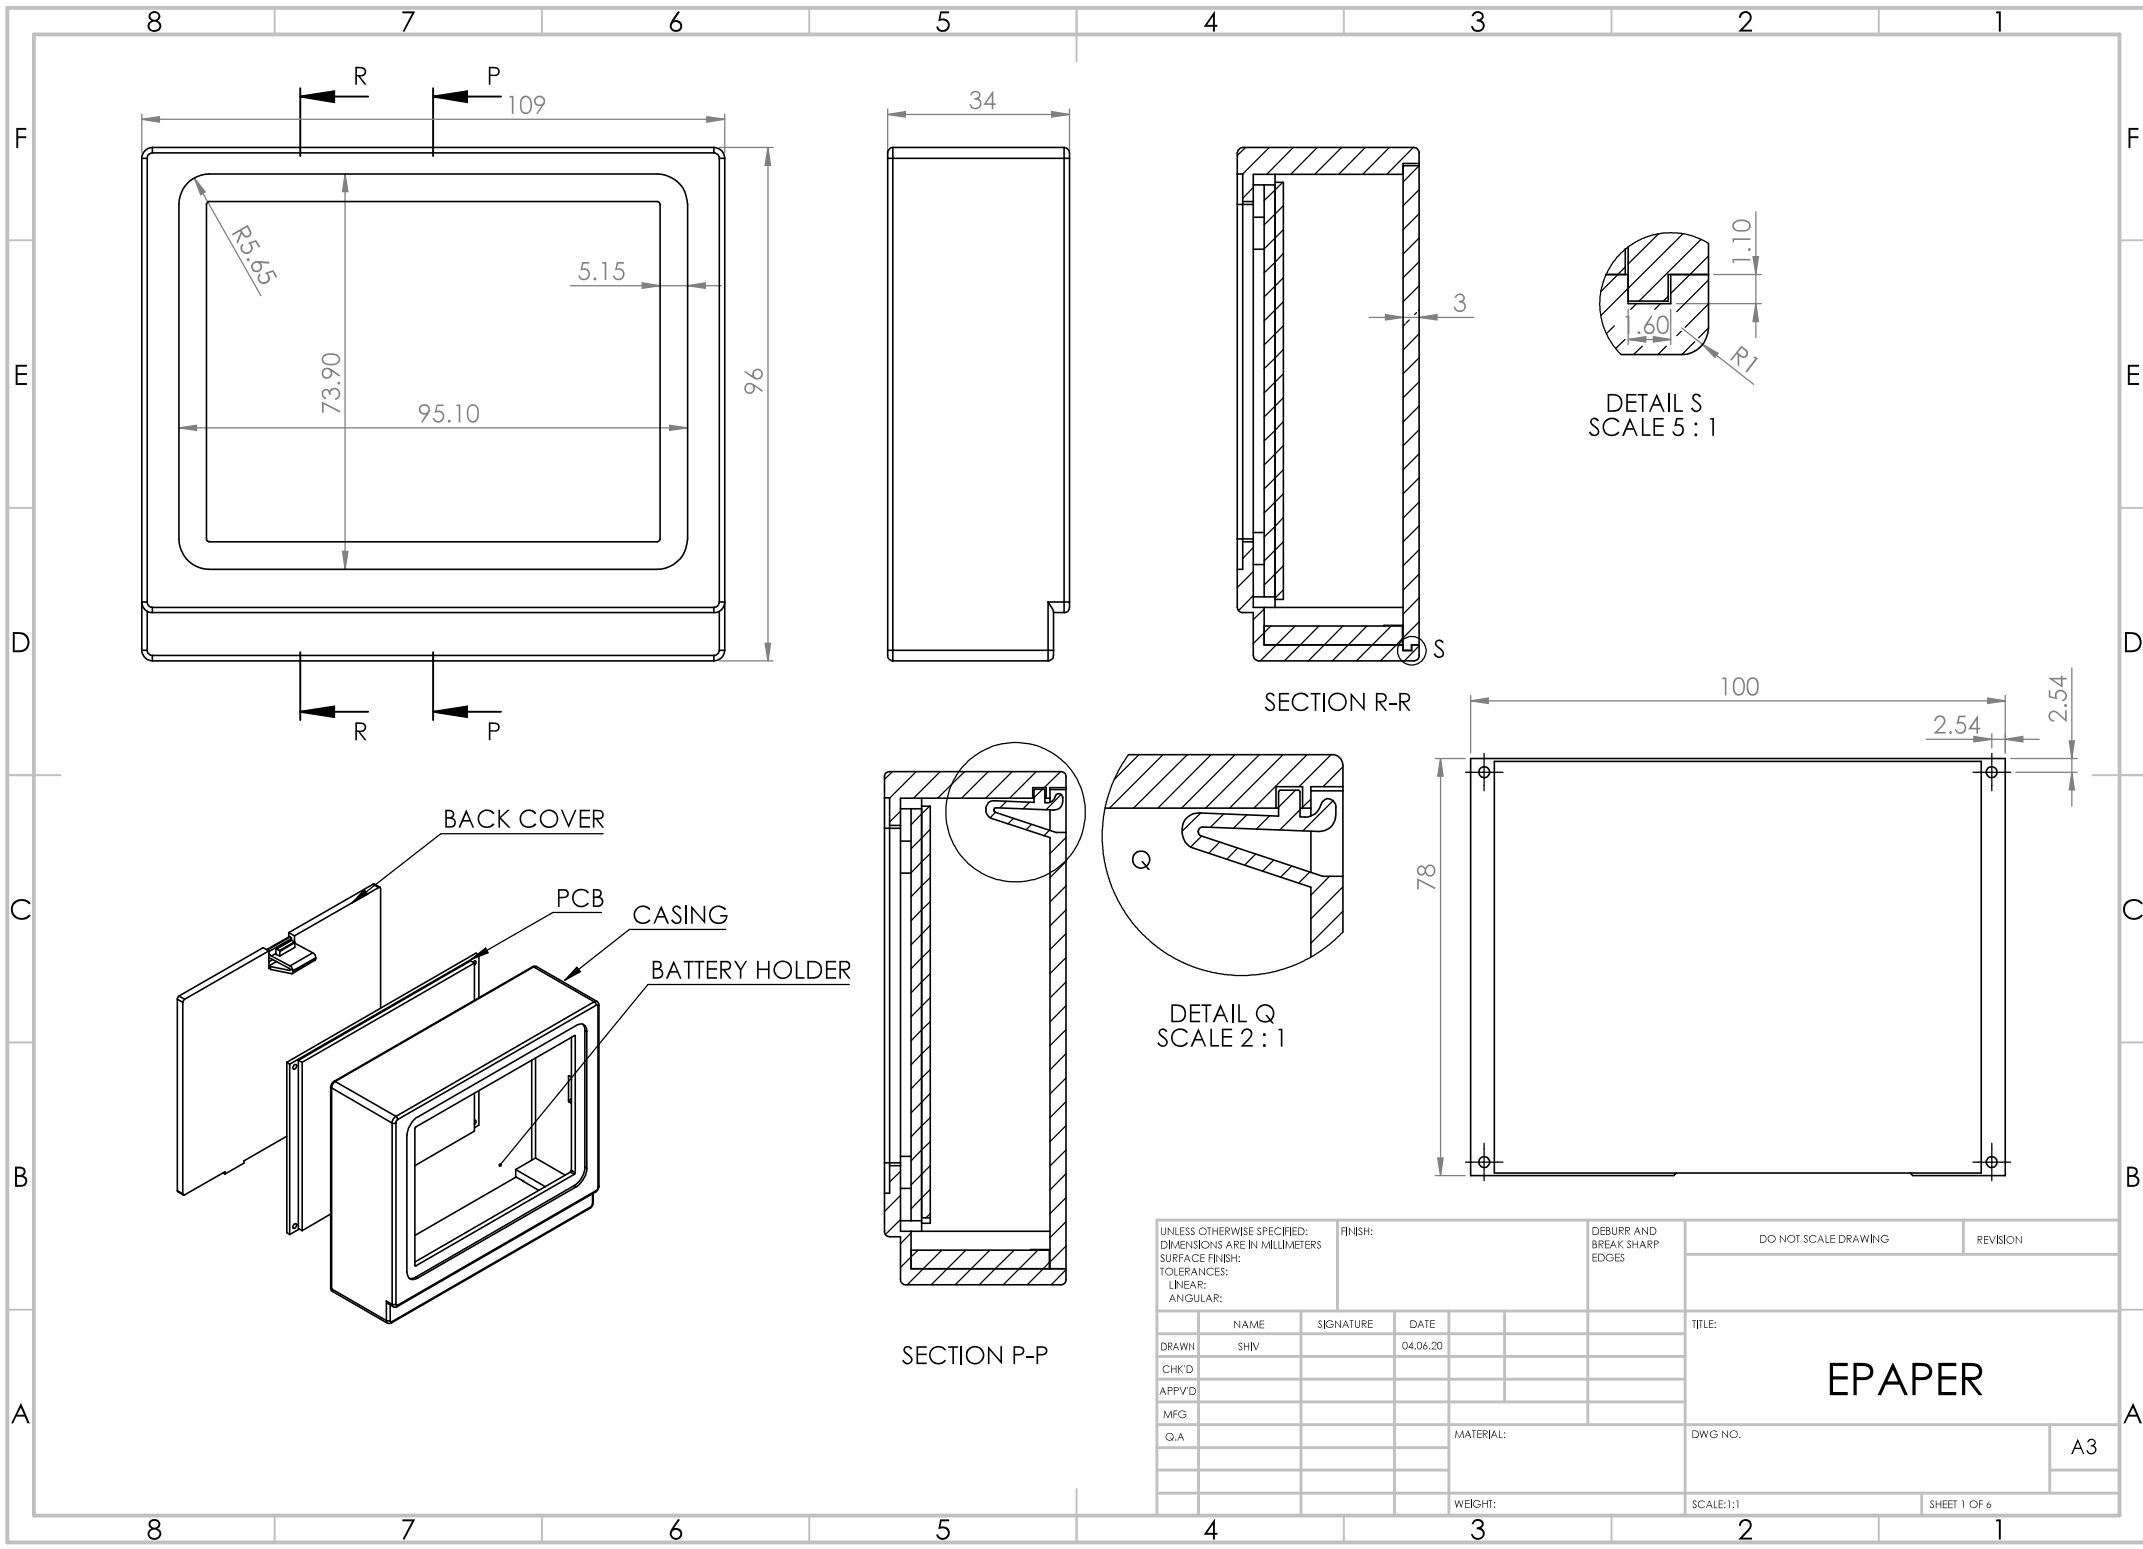 8 7 6 5 4 3 2 1
F F
E E
D D
C C
B B
A A
R P
109
R5.65
5.15
73.90
95.10
96
R P
34
3
S
SECTION R-R
1.10
1.60
R1
DETAIL S
SCALE 5 : 1
100
2.54
2.54
78
BACK COVER
PCB
CASING
BATTERY HOLDER
SECTION P-P
Q
DETAIL Q
SCALE 2 : 1
UNLESS OTHERWISE SPECIFIED:
DIMENSIONS ARE IN MILLIMETERS
SURFACE FINISH:
TOLERANCES:
LINEAR:
ANGULAR:
FINISH:
DEBURR AND
BREAK SHARP
EDGES
DO NOT SCALE DRAWING
REVISION
NAME SIGNATURE DATE
DRAWN SHIV 04.06.20
CHK'D
APPV'D
MFG
Q.A
MATERIAL:
WEIGHT:
TITLE:
EPAPER
DWG NO.
A3
SCALE:1:1
SHEET 1 OF 6
8 7 6 5 4 3 2 1